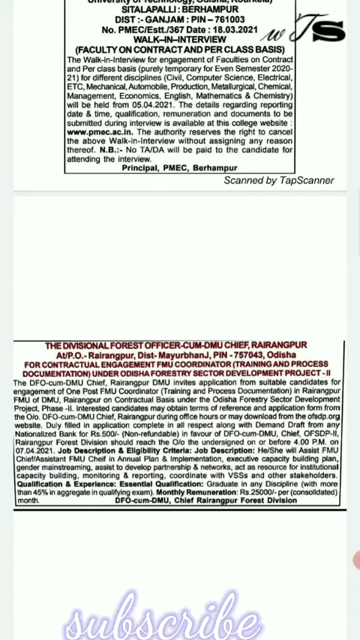 University of Technology, Odisha, Rourkela)
SITALAPALLI : BERHAMPUR
DIST :- GANJAM : PIN – 761003
No. PMEC/Estt./367 Date : 18.03.2021
WALK-IN-INTERVIEW
(FACULTY ON CONTRACT AND PER CLASS BASIS)
The Walk-in-Interview for engagement of Faculties on Contract
and Per class basis (purely temporary for Even Semester 2020-
21) for different disciplines (Civil, Computer Science, Electrical,
ETC, Mechanical, Automobile, Production, Metallurgical, Chemical,
Management, Economics, English, Mathematics & Chemistry)
will be held from 05.04.2021. The details regarding reporting
date & time, qualification, remuneration and documents to be
submitted during interview is available at this college website :
www.pmec.ac.in. The authority reserves the right to cancel
the above Walk-in-Interview without assigning any reason
thereof. N.B.:- No TA/DA will be paid to the candidate for
attending the interview.
Principal, PMEC, Berhampur
Scanned by TapScanner
THE DIVISIONAL FOREST OFFICER-CUM-DMU CHIEF, RAIRANGPUR
At/P.O.- Rairangpur, Dist- Mayurbhanj, PIN -757043, Odisha
FOR CONTRACTUAL ENGAGEMENT FMU COORDINATOR (TRAINING AND PROCESS
DOCUMENTATION) UNDER ODISHA FORESTRY SECTOR DEVELOPMENT PROJECT - II
The DFO-cum-DMU Chief, Rairangpur DMU invites application from suitable candidates for
engagement of One Post FMU Coordinator (Training and Process Documentation) in Rairangpur
FMU of DMU, Rairangpur on Contractual Basis under the Odisha Forestry Sector Development
Project, Phase -II. Interested candidates may obtain terms of reference and application form from
the O/o. DFO-cum-DMU Chief, Rairangpur during office hours or may download from the ofsdp.org
website. Duly filled in application complete in all respect along with Demand Draft from any
Nationalized Bank for Rs.500/- (Non-refundable) in favour of DFO-cum-DMU, Chief, OFSDP-II,
Rairangpur Forest Division should reach the O/o the undersigned on or before 4.00 P.M. on
07.04.2021. Job Description & Eligibility Criteria: Job Description: He/She will Assist FMU
Chief/Assistant FMU Cheif in Annual Plan & Implementation, executive capacity building plan,
gender mainstreaming, assist to develop partnership & networks, act as resource for institutional
capacity building, monitoring & reporting, coordinate with VSSs and other stakeholders.
Qualification & Experience: Essential Qualification: Graduate in any Discipline (with more
than 45% in aggregate in qualifying exam). Monthly Remuneration: Rs.25000/- per (consolidated)
month. DFO-cum-DMU, Chief Rairangpur Forest Division
subscribe